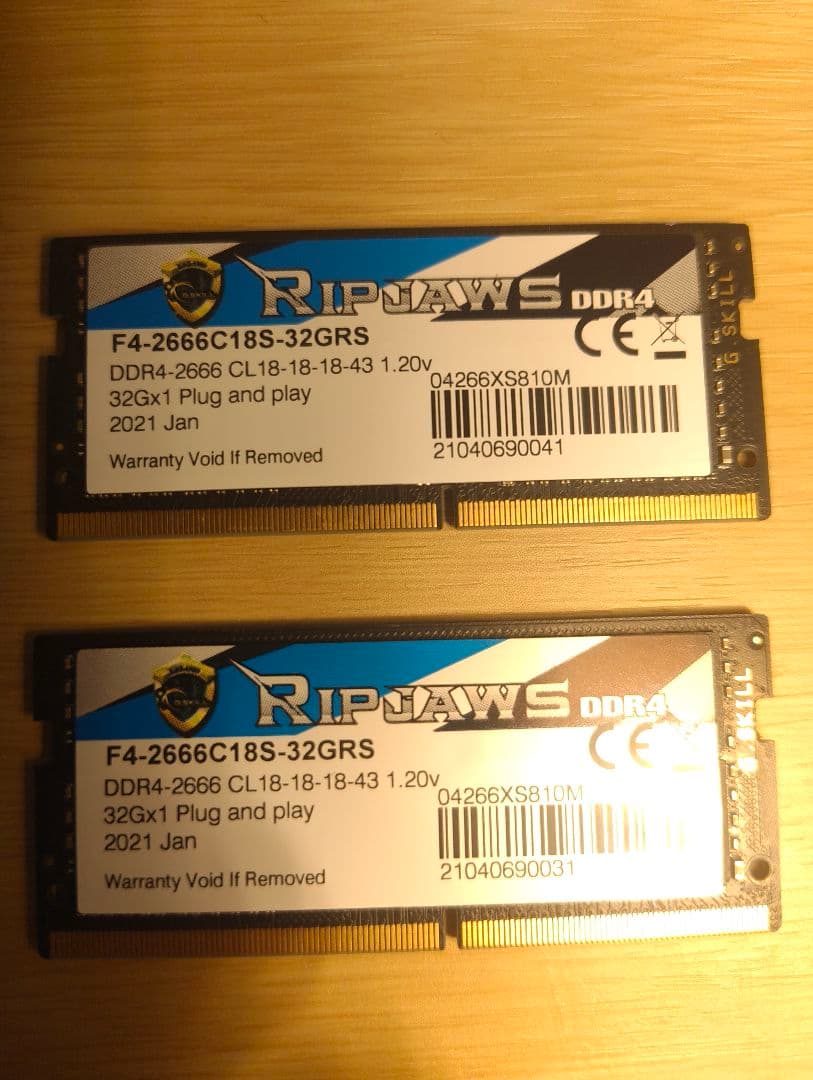 RIPJAWS DDR4
F4-2666C18S-32GRS
DDR4-2666 CL18-18-18-43 1.20v
32Gx1 Plug and play
2021 Jan
Warranty Void If Removed
04266XS810M
21040690041
G.SKILL
RIPJAWS DDR4
F4-2666C18S-32GRS
DDR4-2666 CL18-18-18-43 1.20v
32Gx1 Plug and play
2021 Jan
Warranty Void If Removed
04266XS810M
21040690031
G.SKILL